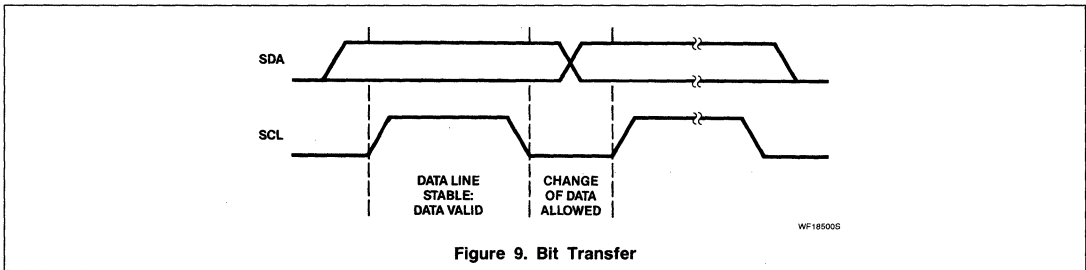 SDA
SCL
DATA LINE
STABLE:
DATA VALID
CHANGE
OF DATA
ALLOWED
WF18500S
Figure 9. Bit Transfer